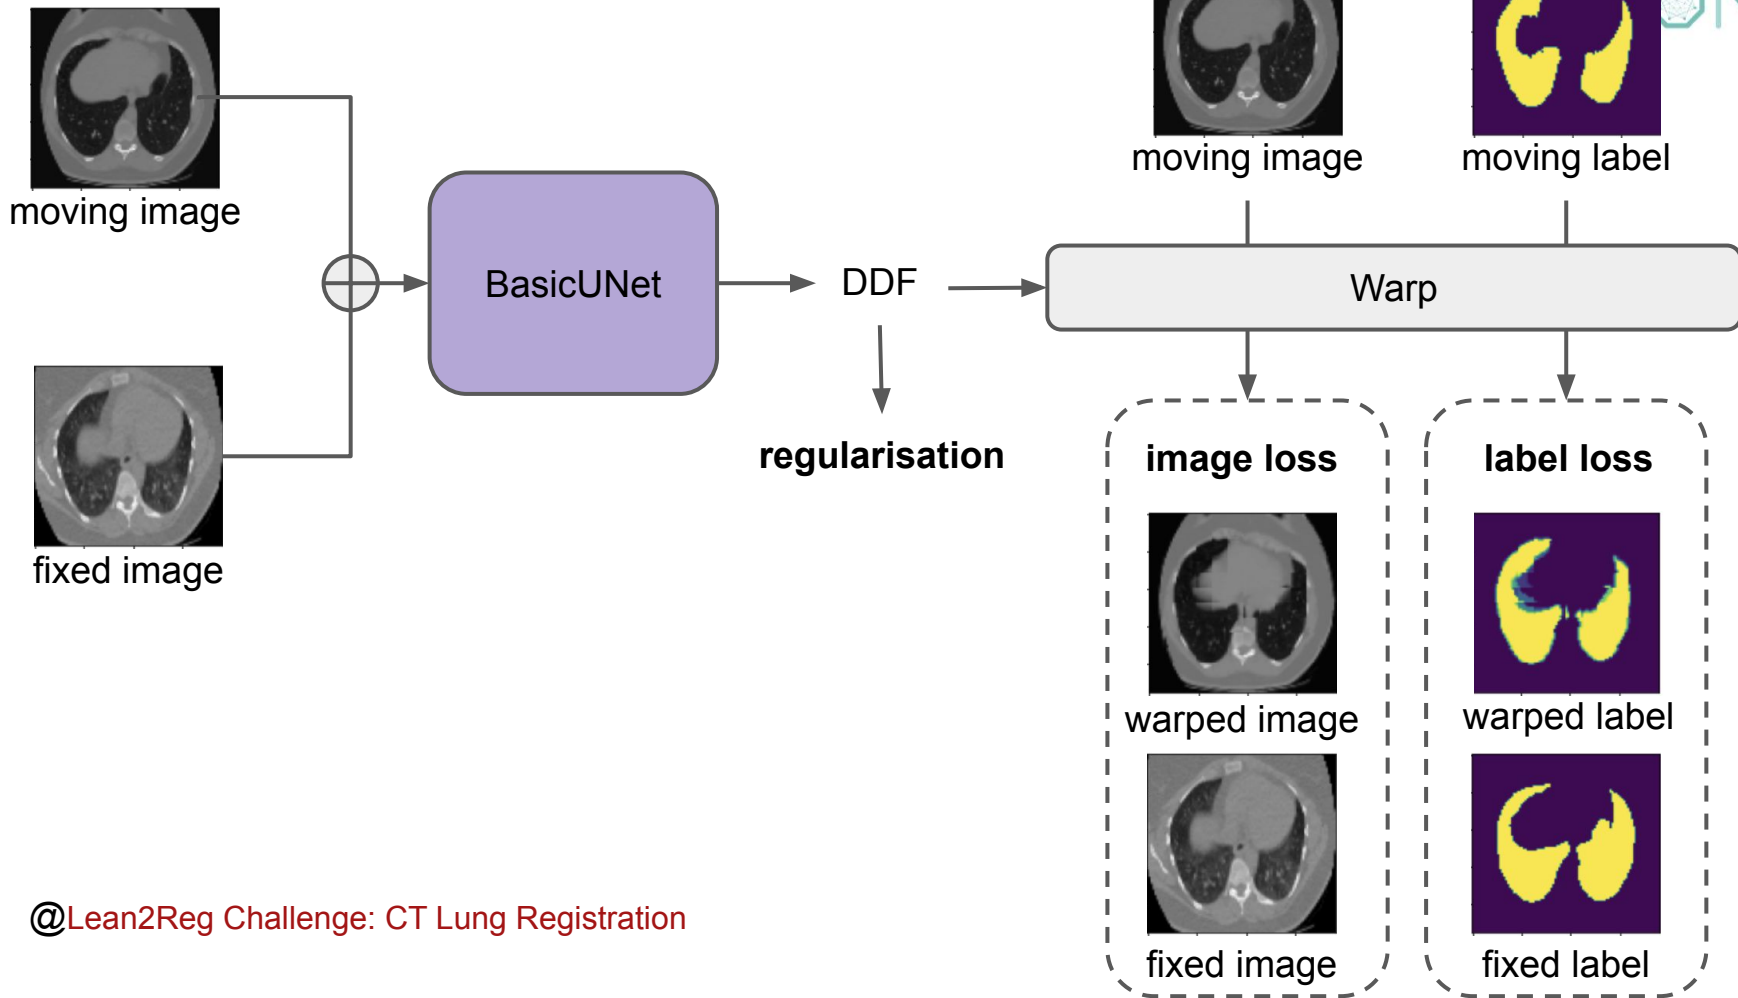 moving image
fixed image
BasicUNet
DDF
regularisation
moving image
moving label
Warp
image loss
label loss
warped image
warped label
fixed image
fixed label
@Lean2Reg Challenge: CT Lung Registration